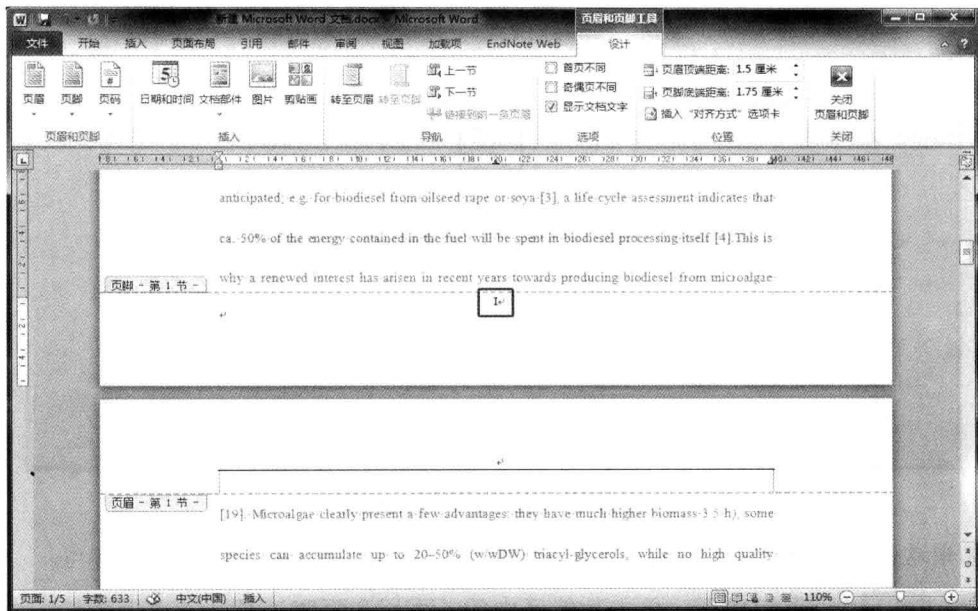 新建 Microsoft Word 文档.docx - Microsoft Word
页眉和页脚工具
文件 开始 插入 页面布局 引用 邮件 审阅 视图 加载项 EndNote Web 设计
页眉 页脚 页码 日期和时间 文档部件 图片 剪贴画 转至页眉 转至页脚
上一节
下一节
链接到前一条页眉
首页不同
奇偶页不同
显示文档文字
页眉顶端距离: 1.5 厘米
页脚底端距离: 1.75 厘米
插入“对齐方式”选项卡
关闭
页眉和页脚
页眉和页脚 插入 导航 选项 位置 关闭
anticipated; e.g. for biodiesel from oilseed rape or soya [3], a life cycle assessment indicates that
ca. 50% of the energy contained in the fuel will be spent in biodiesel processing itself [4].This is
why a renewed interest has arisen in recent years towards producing biodiesel from microalgae
页脚 - 第 1 节 -
I
页眉 - 第 1 节 -
[19]. Microalgae clearly present a few advantages: they have much higher biomass 3.5 h), some
species can accumulate up to 20–50% (w/wDW) triacyl-glycerols, while no high quality
页面: 1/5 字数: 633 中文(中国) 插入 110%